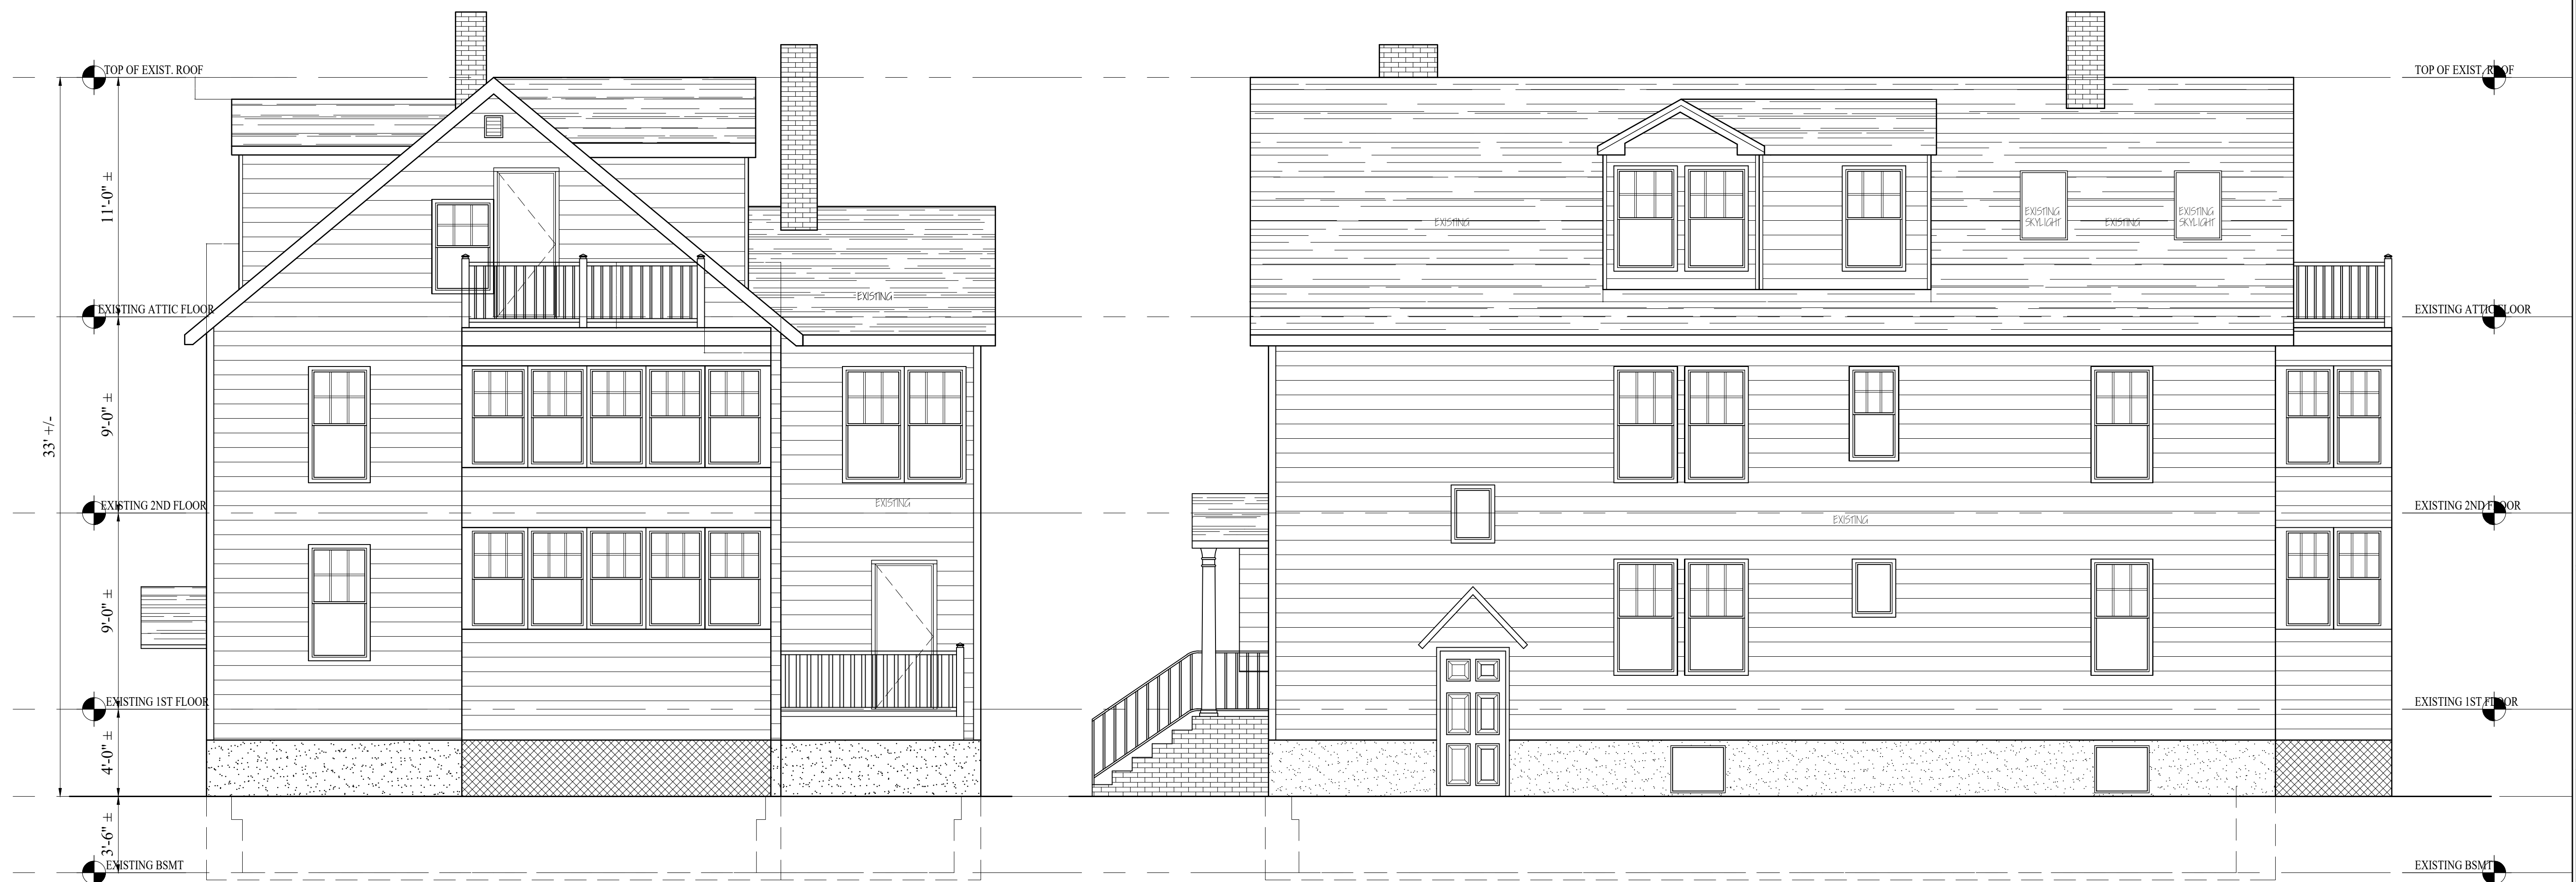 TOP OF EXIST. ROOF
11'-0" ±
EXISTING
EXISTING ATTIC FLOOR
9'-0" ±
33' +/-
EXISTING
EXISTING 2ND FLOOR
9'-0" ±
EXISTING 1ST FLOOR
4'-0" ±
3'-6" ±
EXISTING BSMT
EXISTING
EXISTING
SKYLIGHT
EXISTING
EXISTING
SKYLIGHT
EXISTING
TOP OF EXIST. ROOF
EXISTING ATTIC FLOOR
EXISTING 2ND FLOOR
EXISTING 1ST FLOOR
EXISTING BSMT